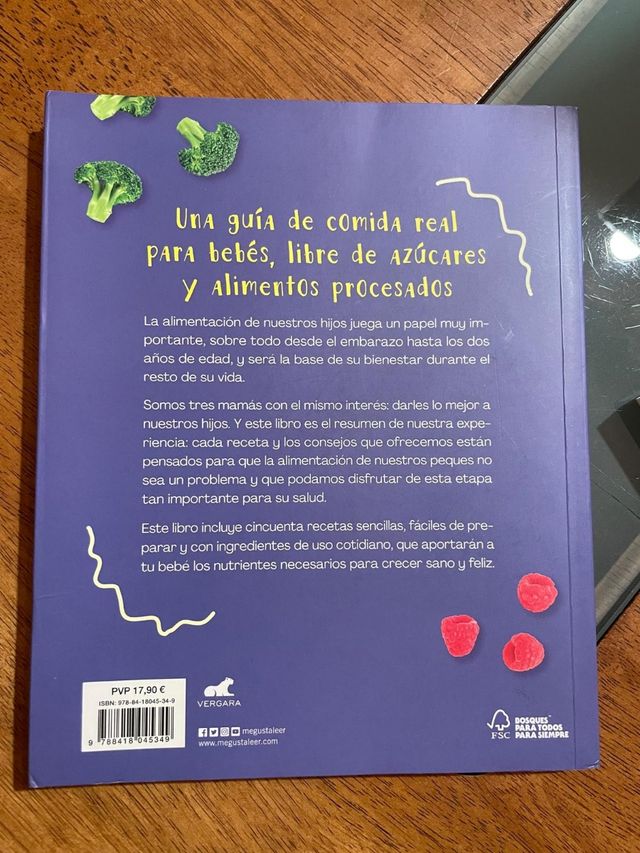 Una guía de comida real
para bebés, libre de azúcares
y alimentos procesados
La alimentación de nuestros hijos juega un papel muy im-
portante, sobre todo desde el embarazo hasta los dos
años de edad, y será la base de su bienestar durante el
resto de su vida.
Somos tres mamás con el mismo interés: darles lo mejor a
nuestros hijos. Y este libro es el resumen de nuestra expe-
riencia: cada receta y los consejos que ofrecemos están
pensados para que la alimentación de nuestros peques no
sea un problema y que podamos disfrutar de esta etapa
tan importante para su salud.
Este libro incluye cincuenta recetas sencillas, fáciles de pre-
parar y con ingredientes de uso cotidiano, que aportarán a
tu bebé los nutrientes necesarios para crecer sano y feliz.
PVP 17,90 €
ISBN: 978-84-18045-34-9
9 788418 045349
VERGARA
megustaleer
www.megustaleer.com
FSC
BOSQUES
PARA TODOS
PARA SIEMPRE